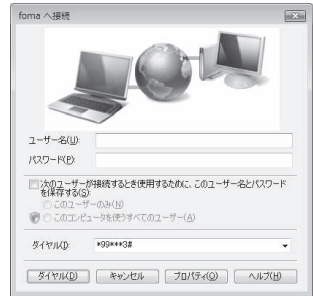 foma へ接続
ユーザー名(U):
パスワード(P):
次のユーザーが接続するとき使用するために、このユーザー名とパスワード
を保存する(S):
このユーザーのみ(N)
このコンピュータを使うすべてのユーザー(A)
ダイヤル(I): *99***3#
ダイヤル(D) キャンセル プロパティ(O) ヘルプ(H)